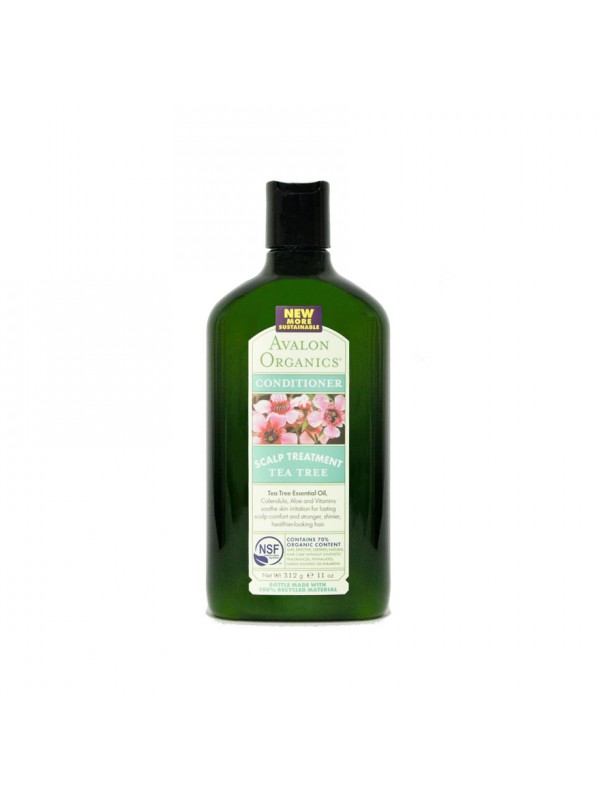 NEW
MORE
SUSTAINABLE
AVALON
ORGANICS®
CONDITIONER
SCALP TREATMENT
TEA TREE
Tea Tree Essential Oil,
Calendula, Aloe and Vitamins
soothe skin irritation for lasting
scalp comfort and stronger, shinier,
healthier-looking hair.
NSF
CONTAINS 70%
ORGANIC CONTENT
Net Wt. 312 g ℮ 11 oz
BOTTLE MADE WITH
100% RECYCLED MATERIAL